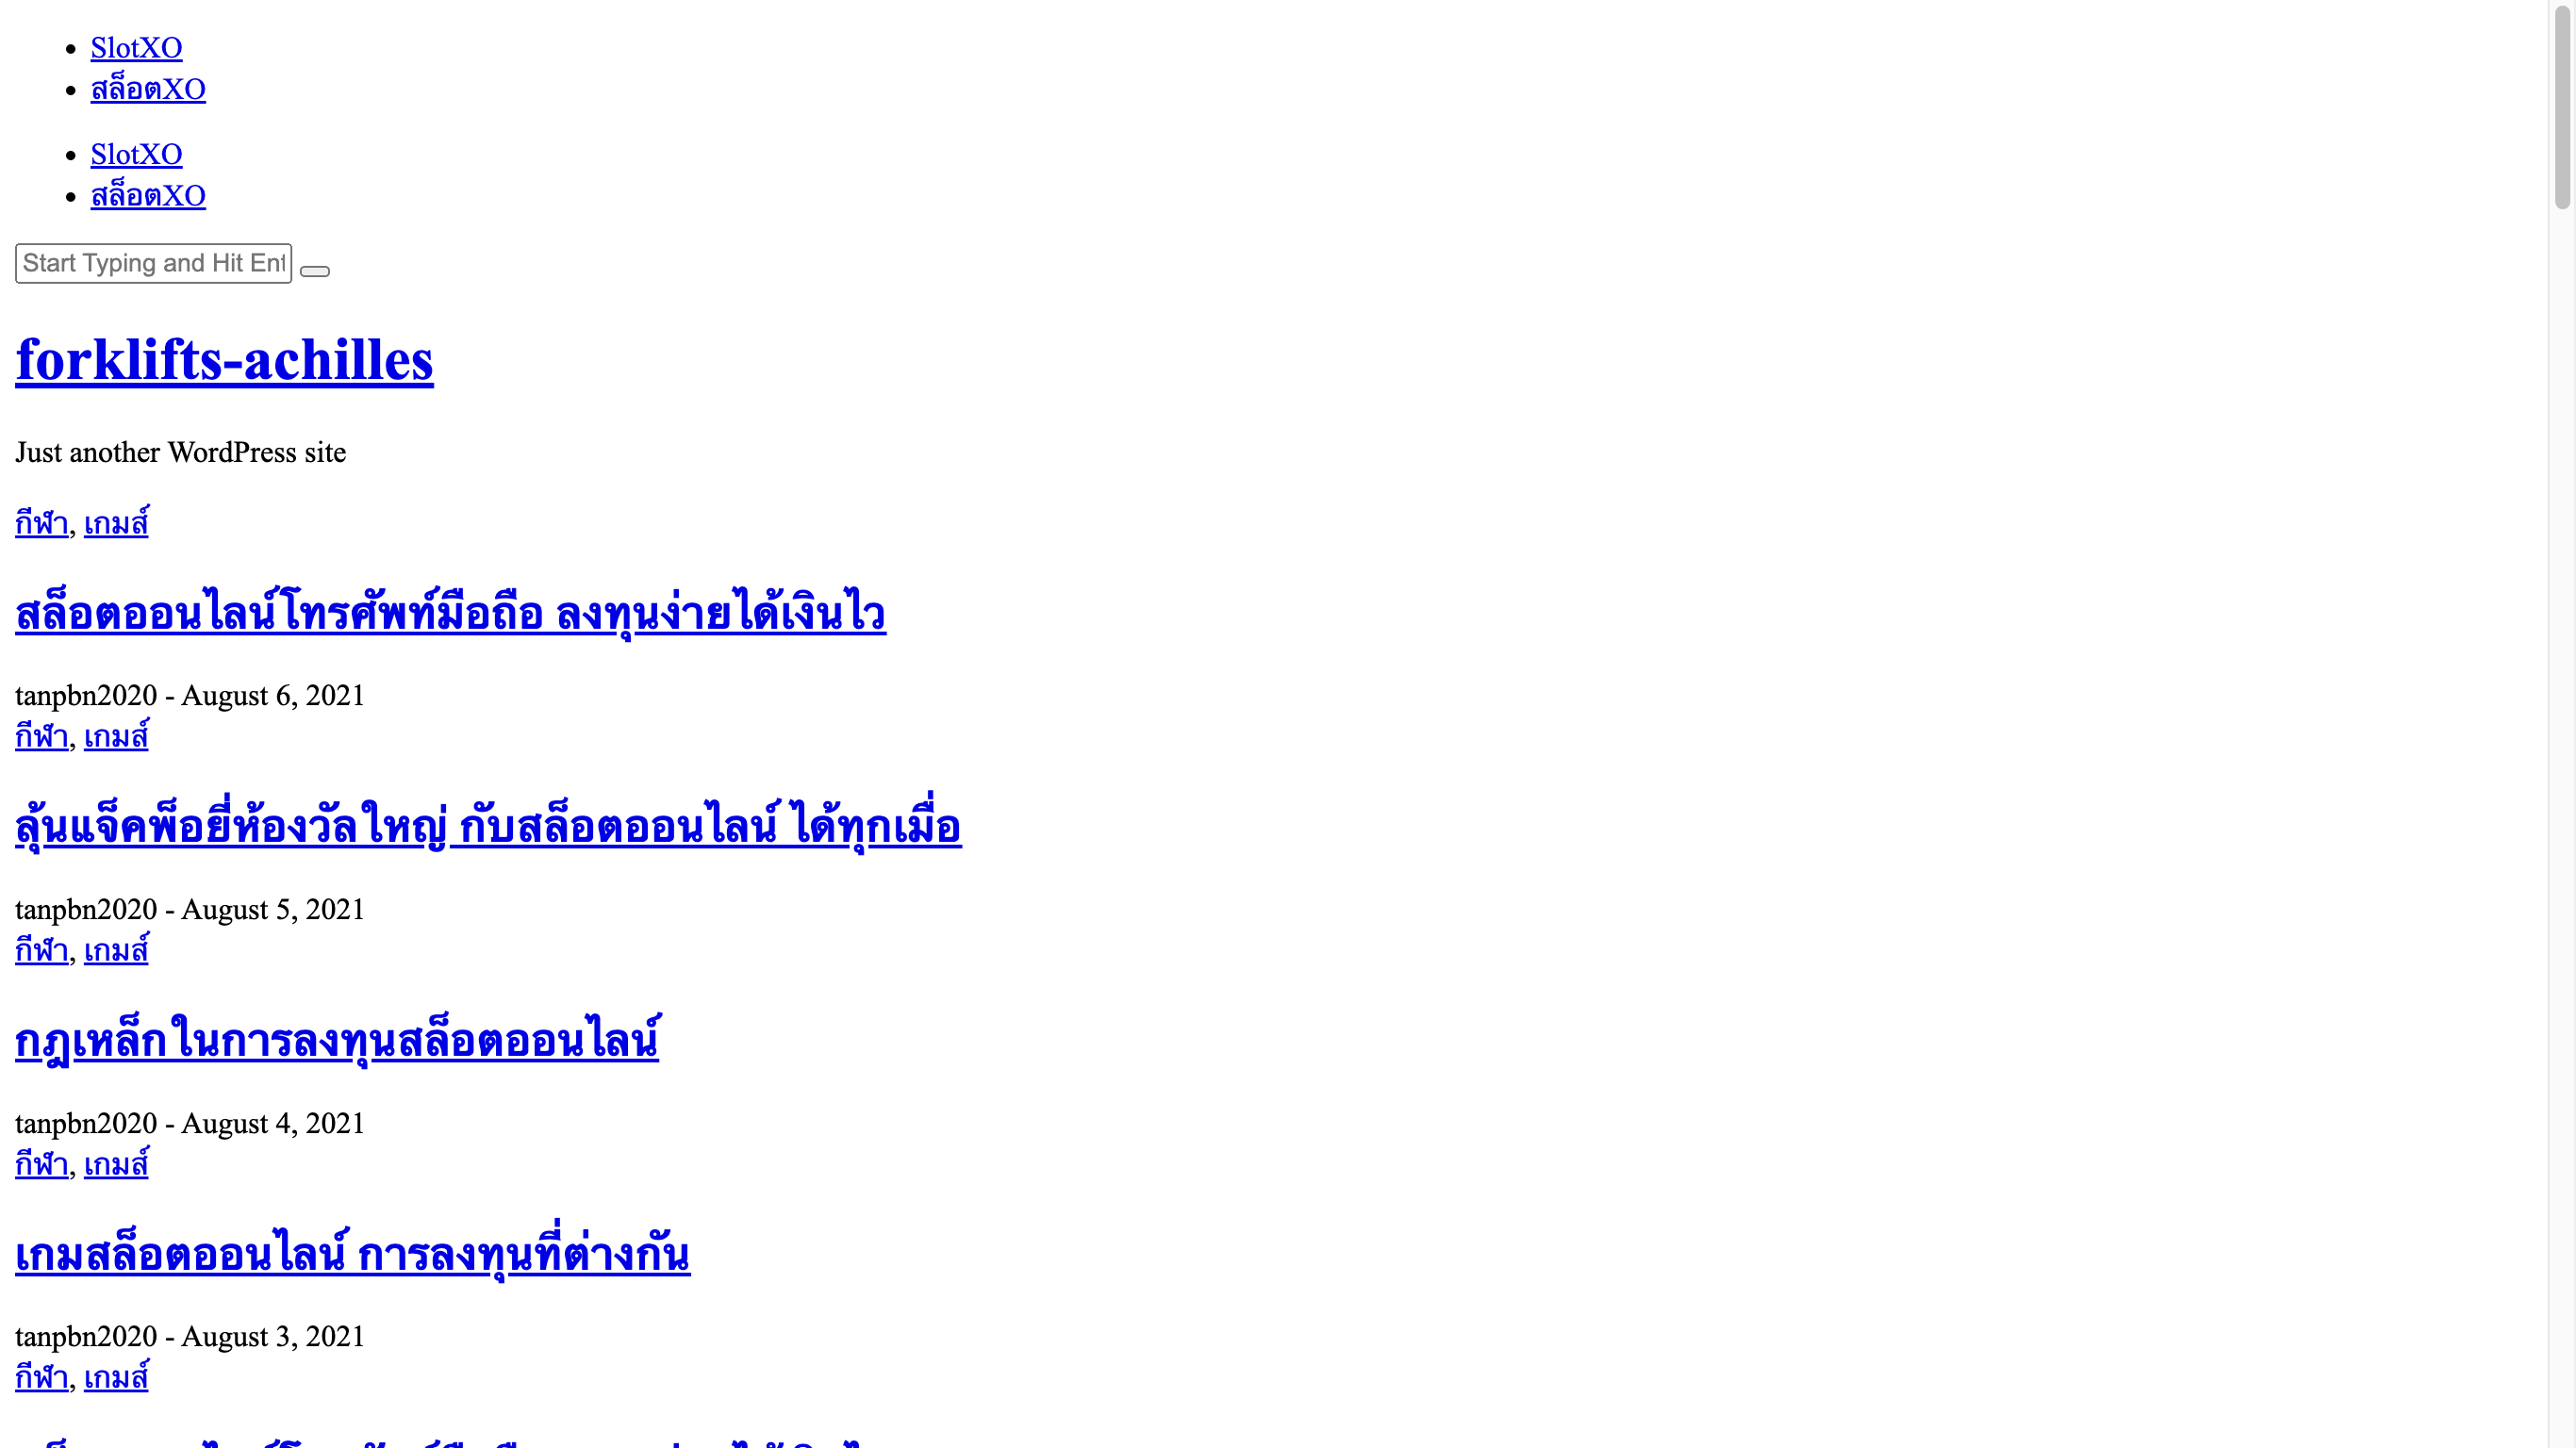 SlotXO
สล็อตXO
SlotXO
สล็อตXO
Start Typing and Hit Ent
forklifts-achilles
Just another WordPress site
กีฬา, เกมส์
สล็อตออนไลน์โทรศัพท์มือถือ ลงทุนง่ายได้เงินไว
tanpbn2020 - August 6, 2021
กีฬา, เกมส์
ลุ้นแจ็คพ็อยี่ห้องวัลใหญ่ กับสล็อตออนไลน์ ได้ทุกเมื่อ
tanpbn2020 - August 5, 2021
กีฬา, เกมส์
กฎเหล็กในการลงทุนสล็อตออนไลน์
tanpbn2020 - August 4, 2021
กีฬา, เกมส์
เกมสล็อตออนไลน์ การลงทุนที่ต่างกัน
tanpbn2020 - August 3, 2021
กีฬา, เกมส์